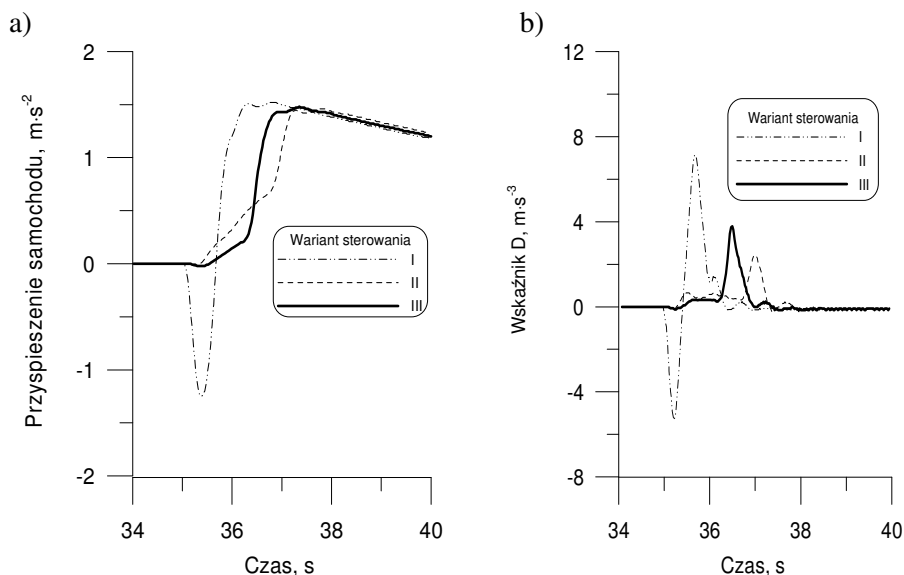 a)
Przyspieszenie samochodu, m·s-2
2
1
0
-1
-2
34
36
38
40
Czas, s
Wariant sterowania
I
II
III
b)
Wskaźnik D, m·s-3
12
8
4
0
-4
-8
34
36
38
40
Czas, s
Wariant sterowania
I
II
III